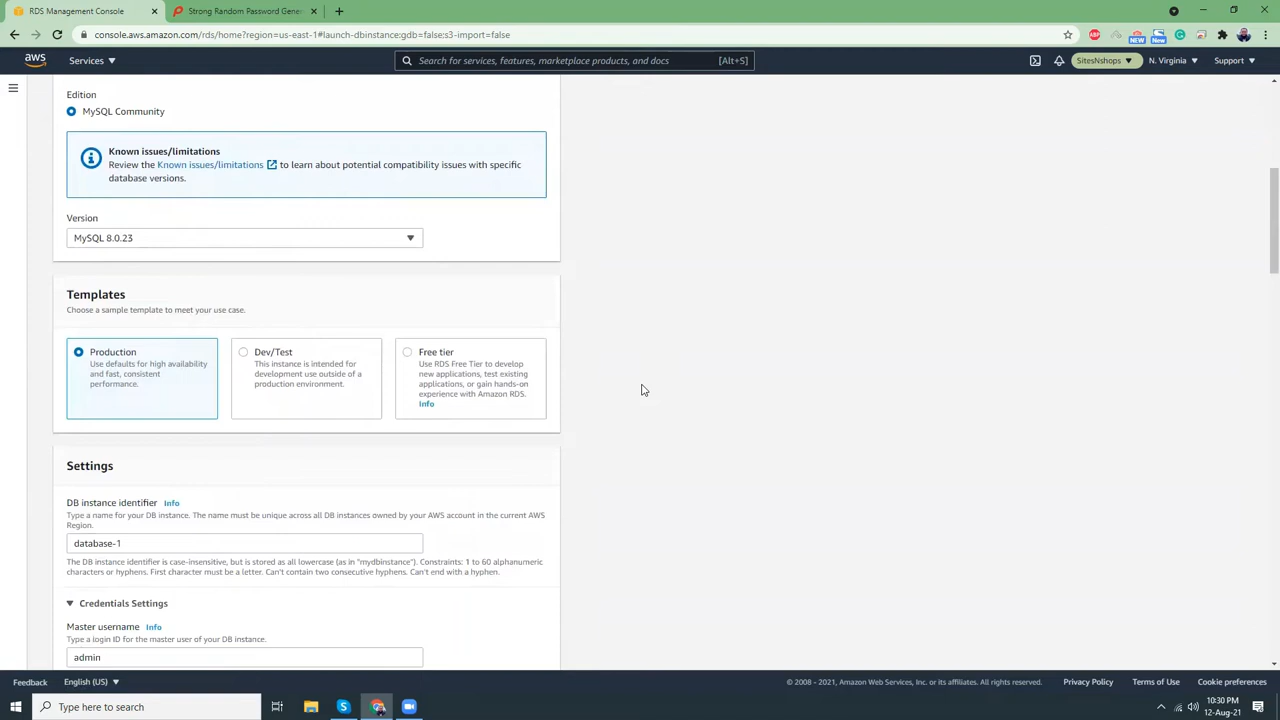 RDS Management Console
Strong Random Password Gener
console.aws.amazon.com/rds/home?region=us-east-1#launch-dbinstance:gdb=false;s3-import=false
ABP
NEW
New
aws
Services
Search for services, features, marketplace products, and docs
[Alt+S]
SitesNshops
N. Virginia
Support
Edition
MySQL Community
Known issues/limitations
Review the Known issues/limitations to learn about potential compatibility issues with specific
database versions.
Version
MySQL 8.0.23
Templates
Choose a sample template to meet your use case.
Production
Use defaults for high availability
and fast, consistent
performance.
Dev/Test
This instance is intended for
development use outside of a
production environment.
Free tier
Use RDS Free Tier to develop
new applications, test existing
applications, or gain hands-on
experience with Amazon RDS.
Info
Settings
DB instance identifier Info
Type a name for your DB instance. The name must be unique across all DB instances owned by your AWS account in the current AWS
Region.
database-1
The DB instance identifier is case-insensitive, but is stored as all lowercase (as in "mydbinstance"). Constraints: 1 to 60 alphanumeric
characters or hyphens. First character must be a letter. Can't contain two consecutive hyphens. Can't end with a hyphen.
Credentials Settings
Master username Info
Type a login ID for the master user of your DB instance.
admin
Feedback
English (US)
© 2008 - 2021, Amazon Web Services, Inc. or its affiliates. All rights reserved.
Privacy Policy
Terms of Use
Cookie preferences
Type here to search
10:30 PM
12-Aug-21